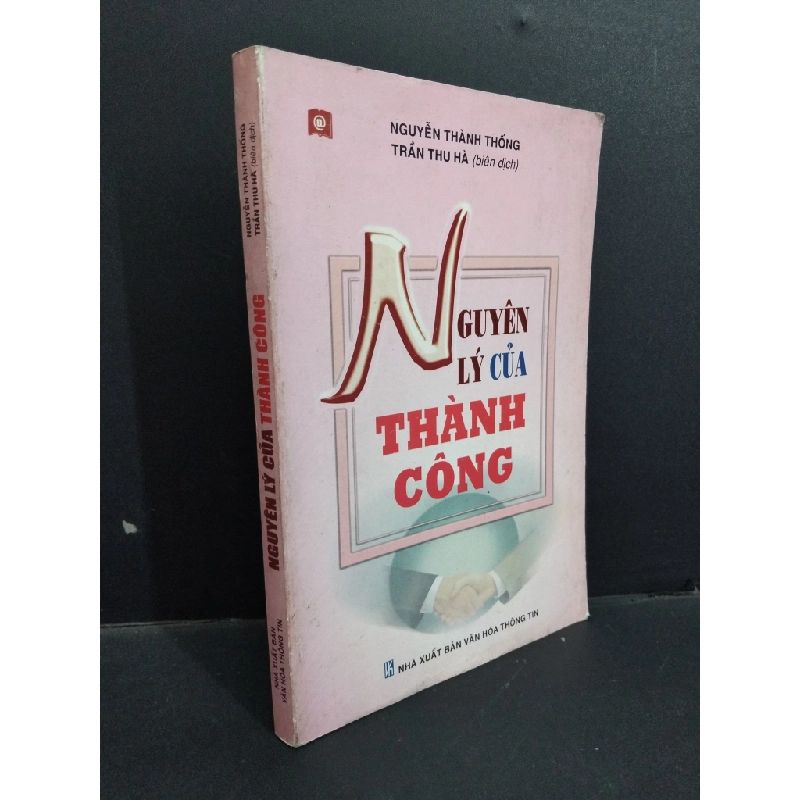 NGUYỄN THÀNH THỐNG
TRẦN THU HÀ (biên dịch)
NGUYÊN
LÝ CỦA
THÀNH
CÔNG
NHÀ XUẤT BẢN VĂN HÓA THÔNG TIN
NGUYỄN THÀNH THỐNG
TRẦN THU HÀ (biên dịch)
NGUYÊN LÝ CỦA THÀNH CÔNG
NHÀ XUẤT BẢN
VĂN HÓA THÔNG TIN